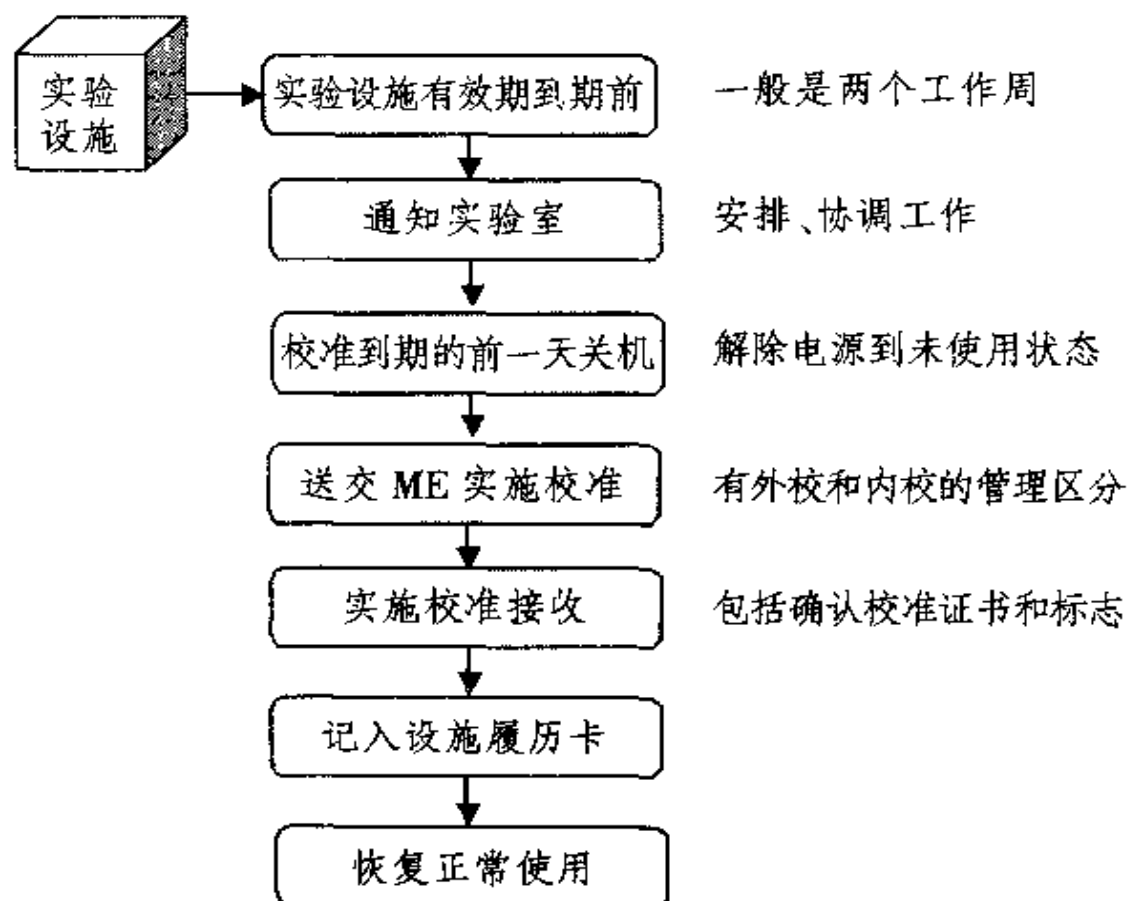 实验
设施
实验设施有效期到期前
一般是两个工作周
通知实验室
安排、协调工作
校准到期的前一天关机
解除电源到未使用状态
送交 ME 实施校准
有外校和内校的管理区分
实施校准接收
包括确认校准证书和标志
记入设施履历卡
恢复正常使用